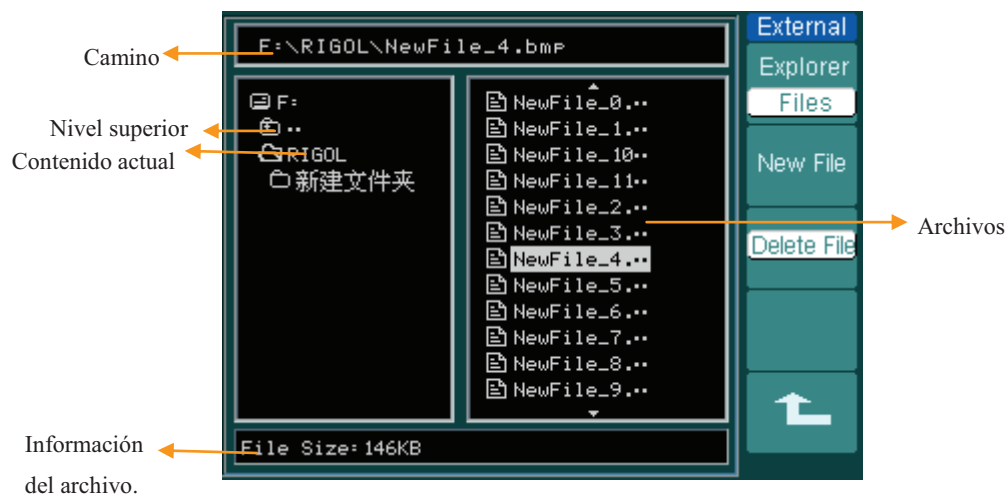 Camino
Nivel superior
Contenido actual
Información
del archivo.
F:\RIGOL\NewFile_4.bmp
F:
..
RIGOL
新建文件夹
NewFile_0.··
NewFile_1.··
NewFile_10··
NewFile_11··
NewFile_2.··
NewFile_3.··
NewFile_4.··
NewFile_5.··
NewFile_6.··
NewFile_7.··
NewFile_8.··
NewFile_9.··
File Size: 146KB
External
Explorer
Files
New File
Delete File
Archivos